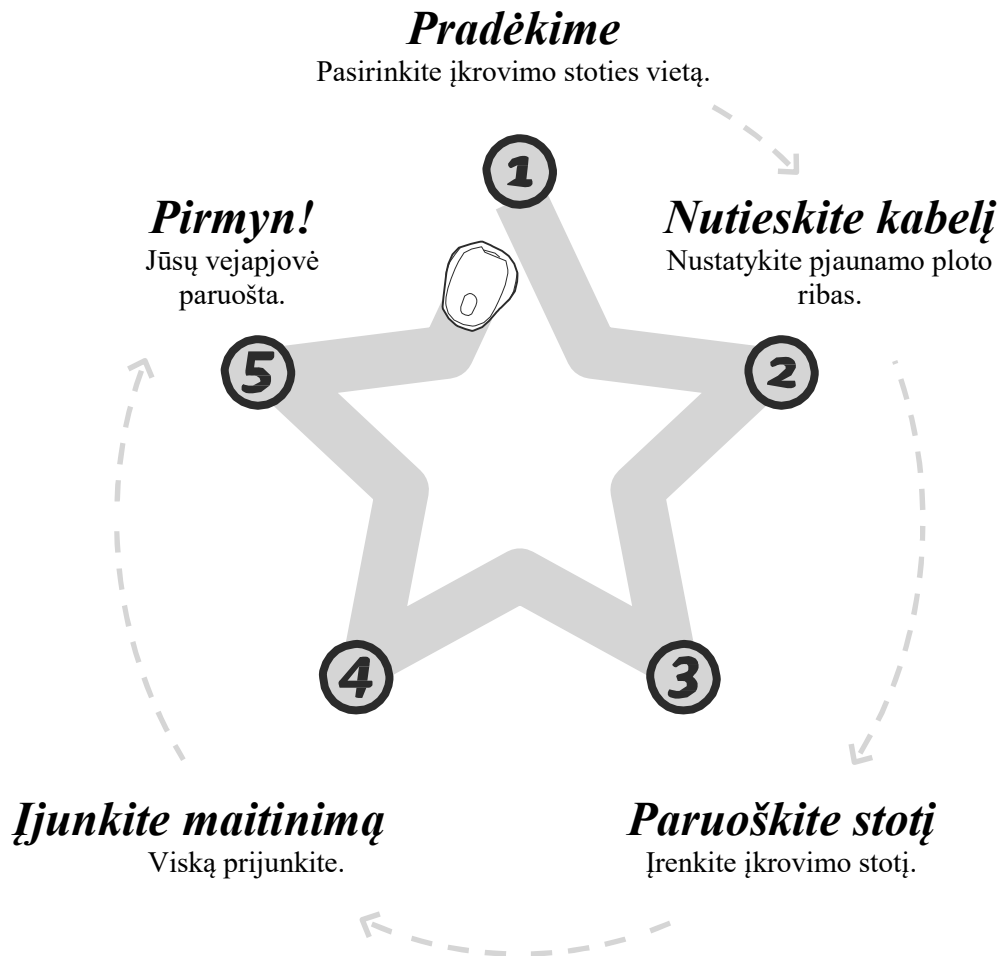 Pradėkime
Pasirinkite įkrovimo stoties vietą.
1
Nutieskite kabelį
Nustatykite pjaunamo ploto
ribas.
2
Paruoškite stotį
Įrenkite įkrovimo stotį.
3
Įjunkite maitinimą
Viską prijunkite.
4
Pirmyn!
Jūsų vejapjovė
paruošta.
5